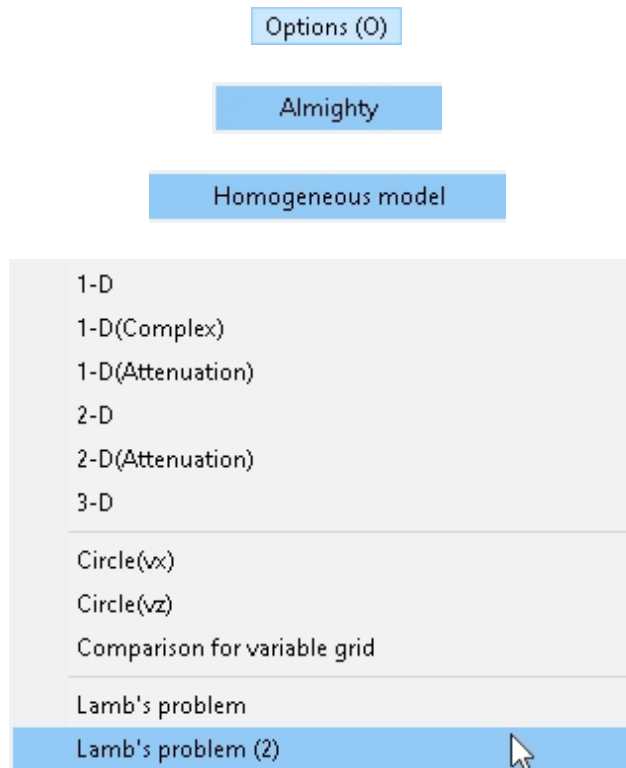 Options (O)
Almighty
Homogeneous model
1-D
1-D(Complex)
1-D(Attenuation)
2-D
2-D(Attenuation)
3-D
Circle(vx)
Circle(vz)
Comparison for variable grid
Lamb's problem
Lamb's problem (2)